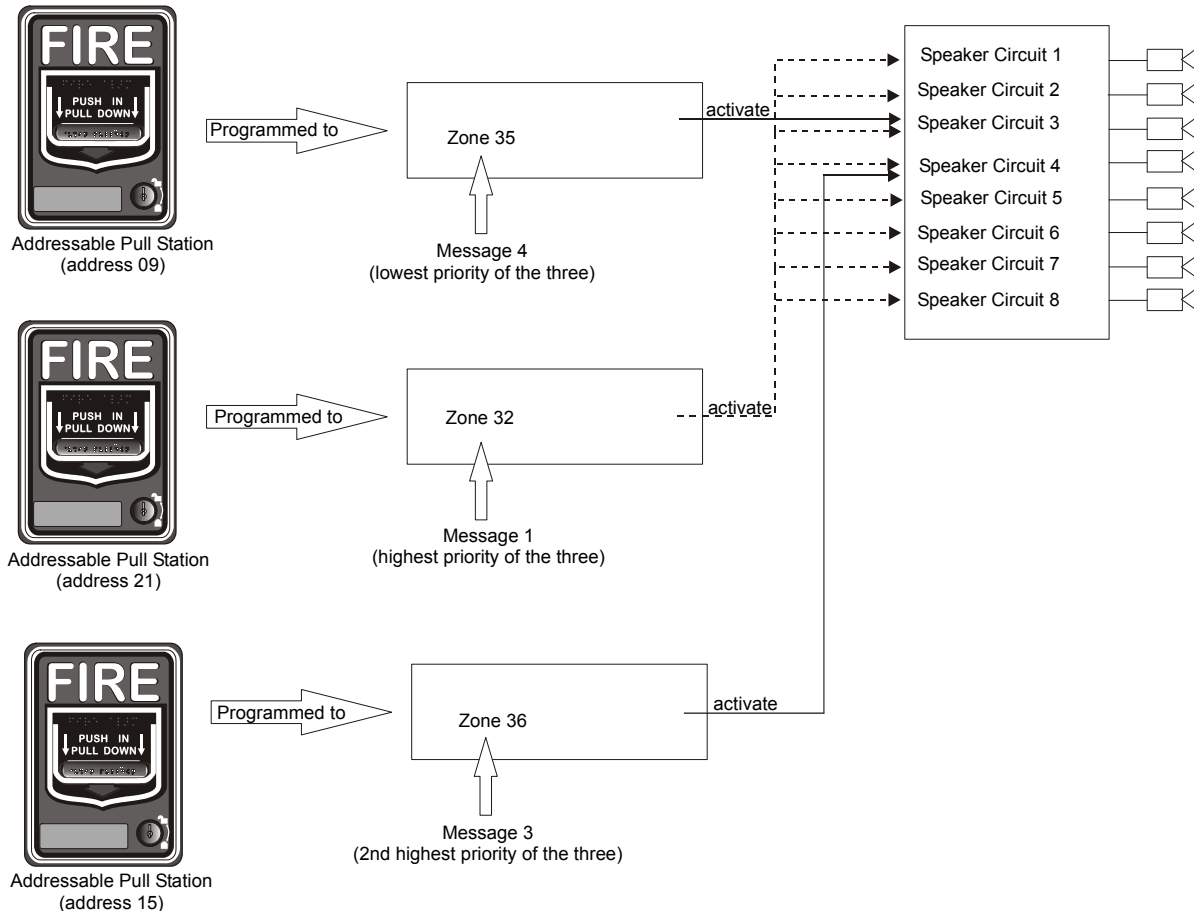 FIRE
PUSH IN
PULL DOWN
Addressable Pull Station
(address 09)
Programmed to
Zone 35
Message 4
(lowest priority of the three)
activate
FIRE
PUSH IN
PULL DOWN
Addressable Pull Station
(address 21)
Programmed to
Zone 32
Message 1
(highest priority of the three)
activate
FIRE
PUSH IN
PULL DOWN
Addressable Pull Station
(address 15)
Programmed to
Zone 36
Message 3
(2nd highest priority of the three)
activate
Speaker Circuit 1
Speaker Circuit 2
Speaker Circuit 3
Speaker Circuit 4
Speaker Circuit 5
Speaker Circuit 6
Speaker Circuit 7
Speaker Circuit 8